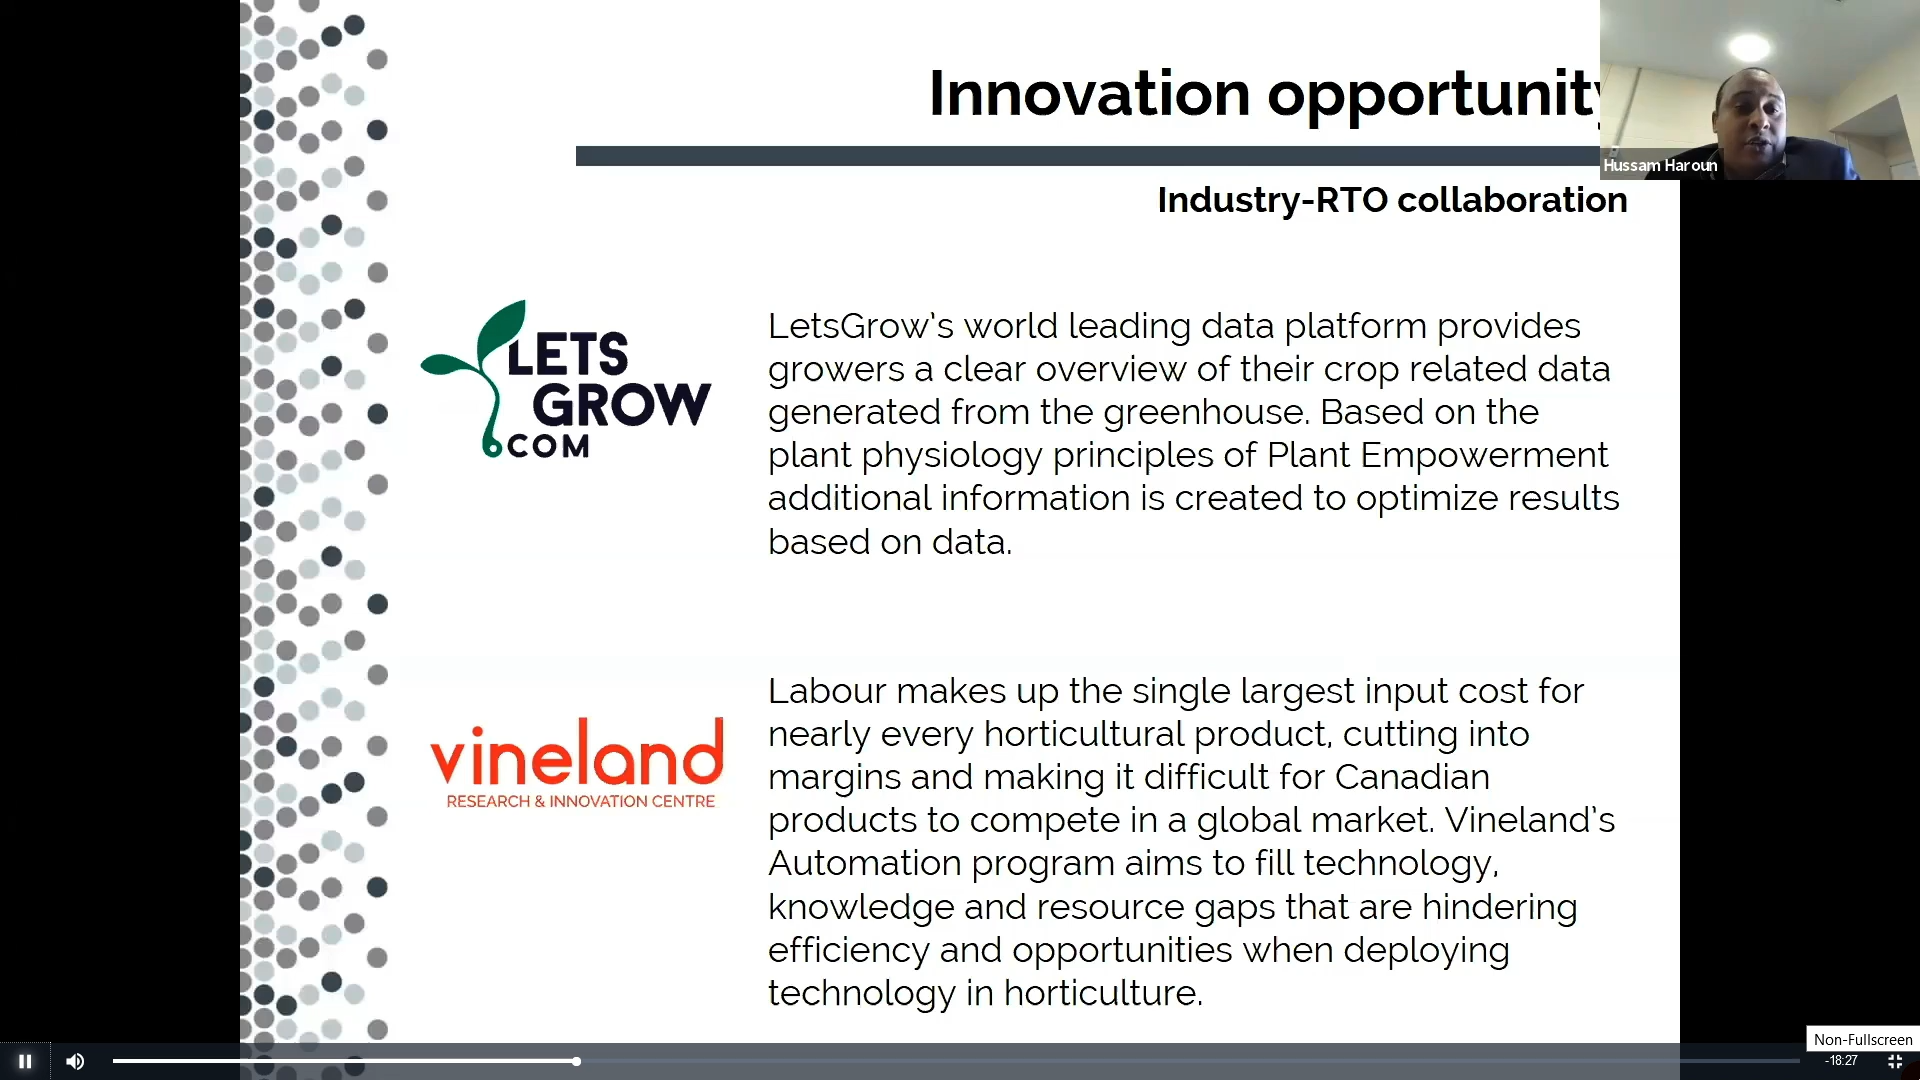 Innovation opportunity
Hussam Haroun
Industry-RTO collaboration
LETS
GROW
COM
LetsGrow's world leading data platform provides
growers a clear overview of their crop related data
generated from the greenhouse. Based on the
plant physiology principles of Plant Empowerment
additional information is created to optimize results
based on data.
vineland
RESEARCH & INNOVATION CENTRE
Labour makes up the single largest input cost for
nearly every horticultural product, cutting into
margins and making it difficult for Canadian
products to compete in a global market. Vineland's
Automation program aims to fill technology,
knowledge and resource gaps that are hindering
efficiency and opportunities when deploying
technology in horticulture.
Non-Fullscreen
-18:27